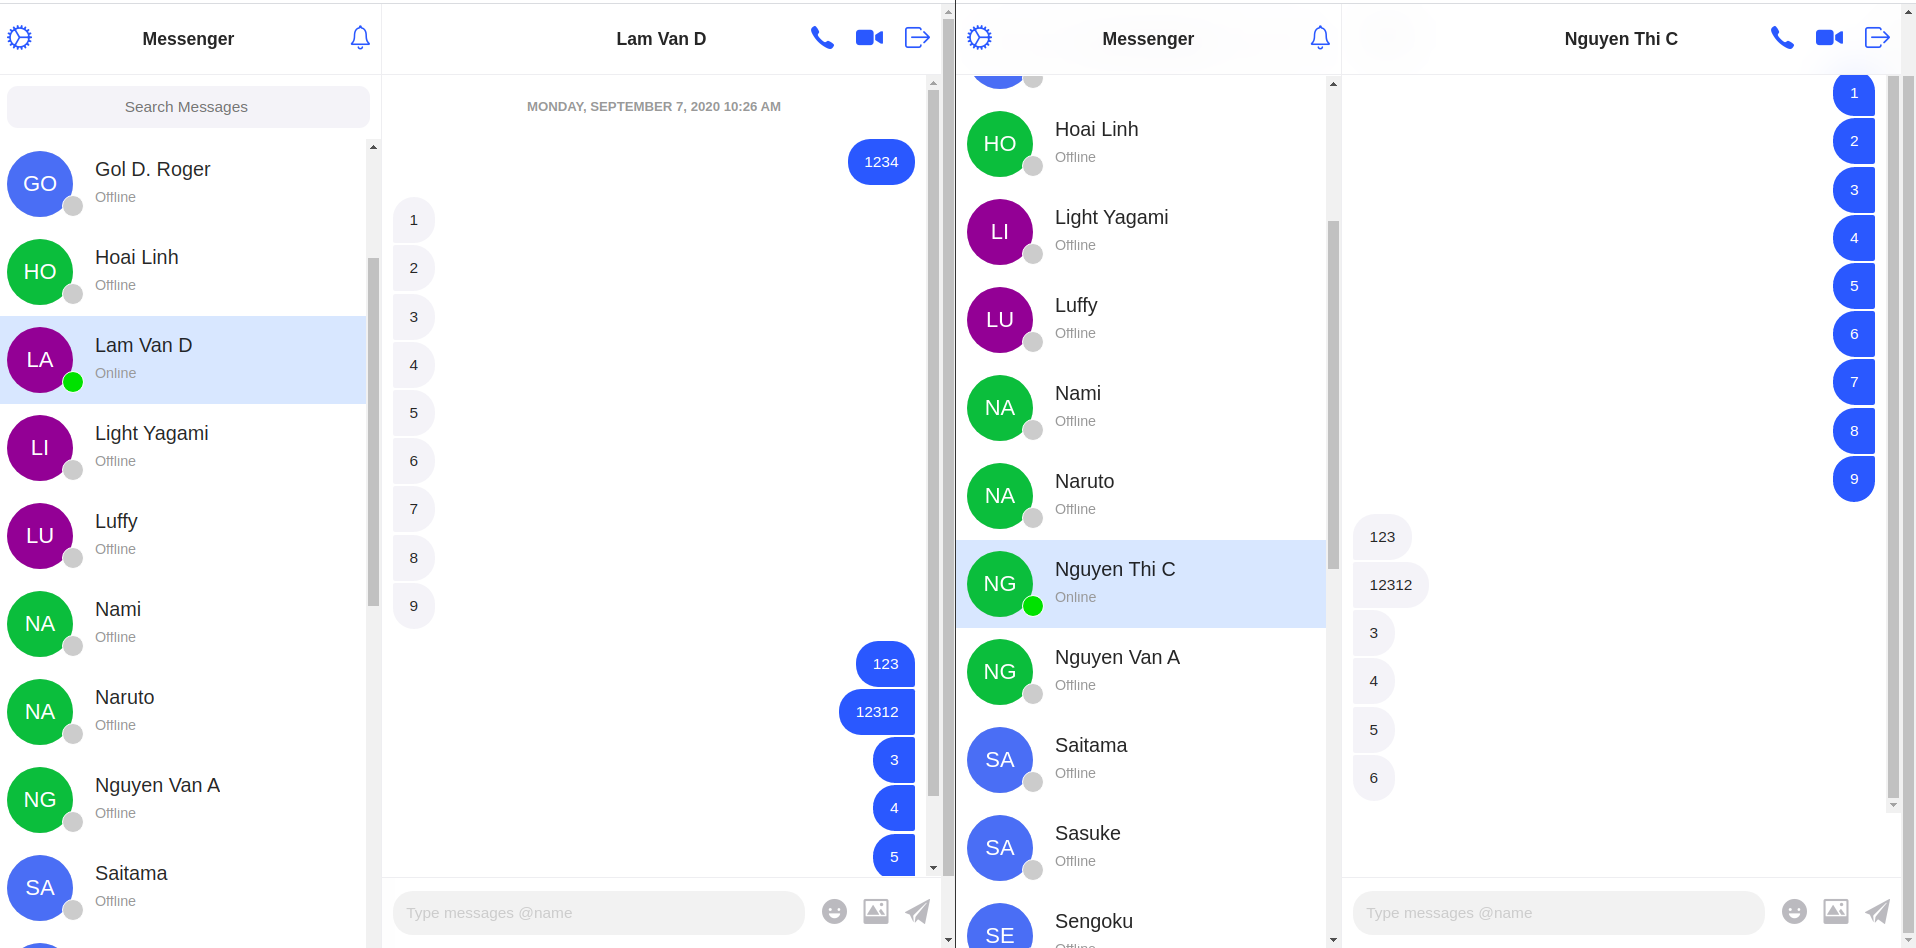 Messenger
Search Messages
GO
Gol D. Roger
Offline
HO
Hoai Linh
Offline
LA
Lam Van D
Online
LI
Light Yagami
Offline
LU
Luffy
Offline
NA
Nami
Offline
NA
Naruto
Offline
NG
Nguyen Van A
Offline
SA
Saitama
Offline
Lam Van D
MONDAY, SEPTEMBER 7, 2020 10:26 AM
1234
1
2
3
4
5
6
7
8
9
123
12312
3
4
5
Type messages @name
Messenger
HO
Hoai Linh
Offline
LI
Light Yagami
Offline
LU
Luffy
Offline
NA
Nami
Offline
NA
Naruto
Offline
NG
Nguyen Thi C
Online
NG
Nguyen Van A
Offline
SA
Saitama
Offline
SA
Sasuke
Offline
SE
Sengoku
Offline
Nguyen Thi C
1
2
3
4
5
6
7
8
9
123
12312
3
4
5
6
Type messages @name